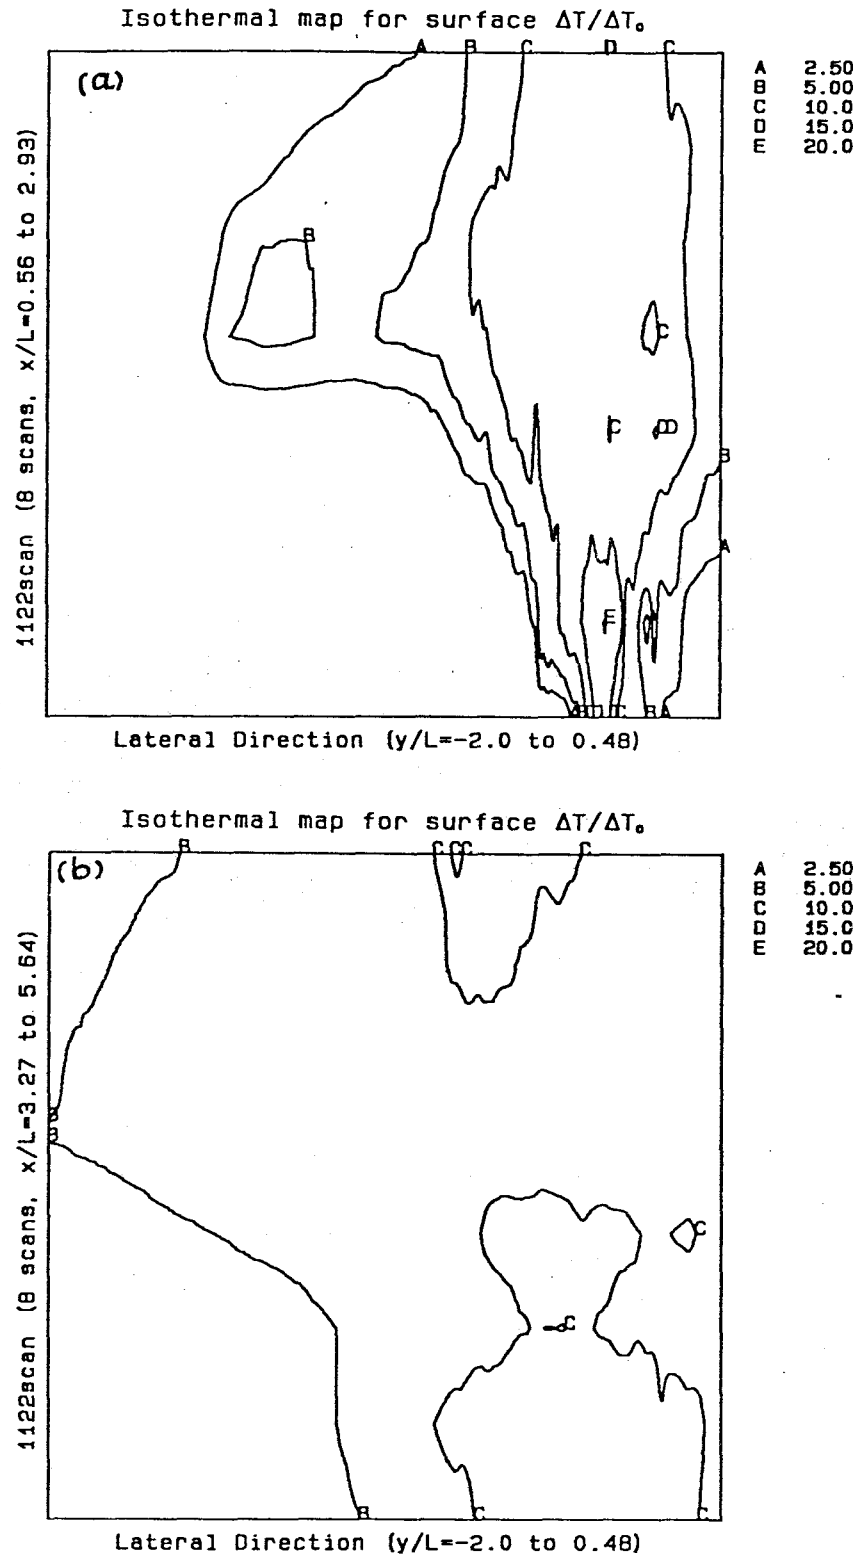 Isothermal map for surface ΔT/ΔT₀
A B C D C
(a)
A 2.50
B 5.00
C 10.0
D 15.0
E 20.0
B
C
C DD
B
A
E
B A
1122scan (8 scans, x/L=0.56 to 2.93)
Lateral Direction (y/L=-2.0 to 0.48)
Isothermal map for surface ΔT/ΔT₀
B C C C
(b)
A 2.50
B 5.00
C 10.0
D 15.0
E 20.0
B
B
C
C
B C C
1122scan (8 scans, x/L=3.27 to 5.64)
Lateral Direction (y/L=-2.0 to 0.48)